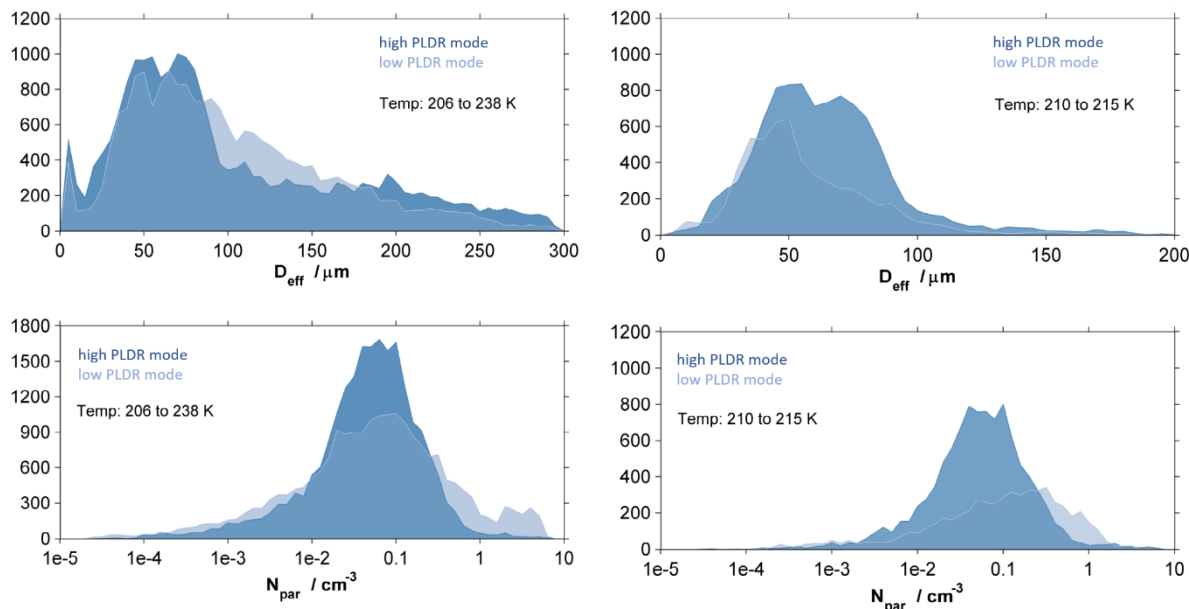 1200
1000
800
600
400
200
0
high PLDR mode
low PLDR mode
Temp: 206 to 238 K
0 50 100 150 200 250 300
D_eff / μm
1200
1000
800
600
400
200
0
high PLDR mode
low PLDR mode
Temp: 210 to 215 K
0 50 100 150 200
D_eff / μm
1800
1500
1200
900
600
300
0
high PLDR mode
low PLDR mode
Temp: 206 to 238 K
1e-5 1e-4 1e-3 1e-2 0.1 1 10
N_par / cm⁻³
1200
1000
800
600
400
200
0
high PLDR mode
low PLDR mode
Temp: 210 to 215 K
1e-5 1e-4 1e-3 1e-2 0.1 1 10
N_par / cm⁻³